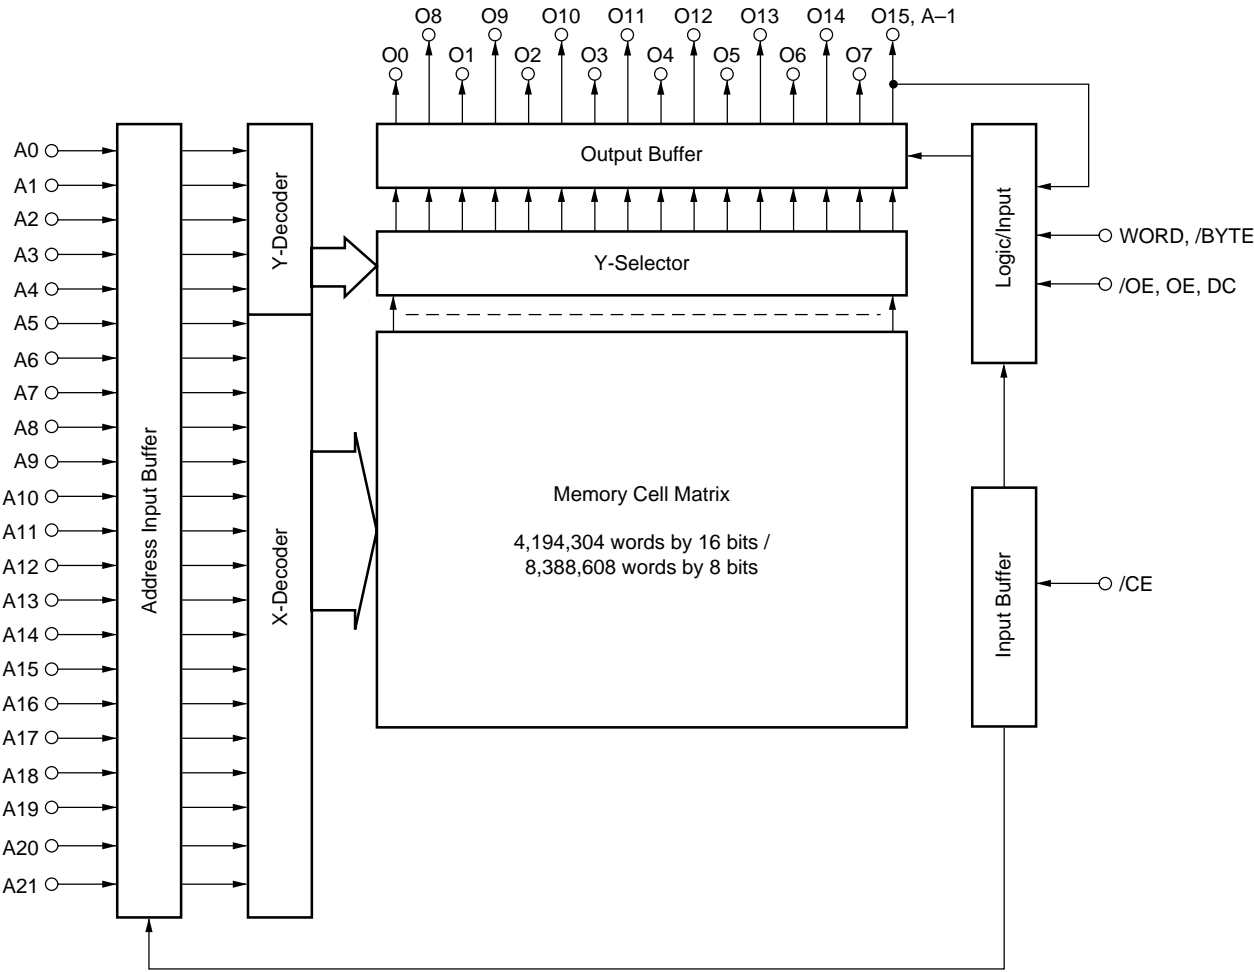 O8 O9 O10 O11 O12 O13 O14 O15, A–1
O0 O1 O2 O3 O4 O5 O6 O7
A0
A1
A2
A3
A4
A5
A6
A7
A8
A9
A10
A11
A12
A13
A14
A15
A16
A17
A18
A19
A20
A21
Address Input Buffer
Y-Decoder
X-Decoder
Output Buffer
Y-Selector
Memory Cell Matrix
4,194,304 words by 16 bits /
8,388,608 words by 8 bits
Logic/Input
WORD, /BYTE
/OE, OE, DC
Input Buffer
/CE